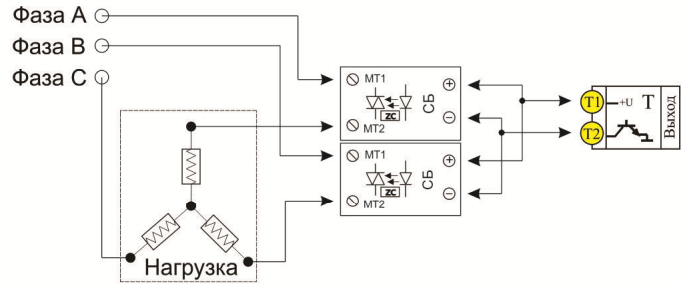 Фаза А
Фаза В
Фаза С
Нагрузка
МТ1
МТ2
ZC
СБ
+
−
МТ1
МТ2
ZC
СБ
+
−
Т1
+U
Т
Т2
Выход